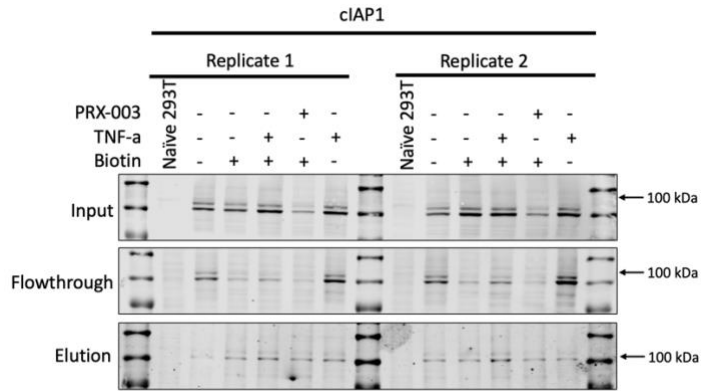 cIAP1
Replicate 1 Replicate 2
PRX-003 Naïve 293T - - - + - Naïve 293T - - - + -
TNF-a - - + - + - - + - +
Biotin - + + + - - + + + -
Input 100 kDa
Flowthrough 100 kDa
Elution 100 kDa